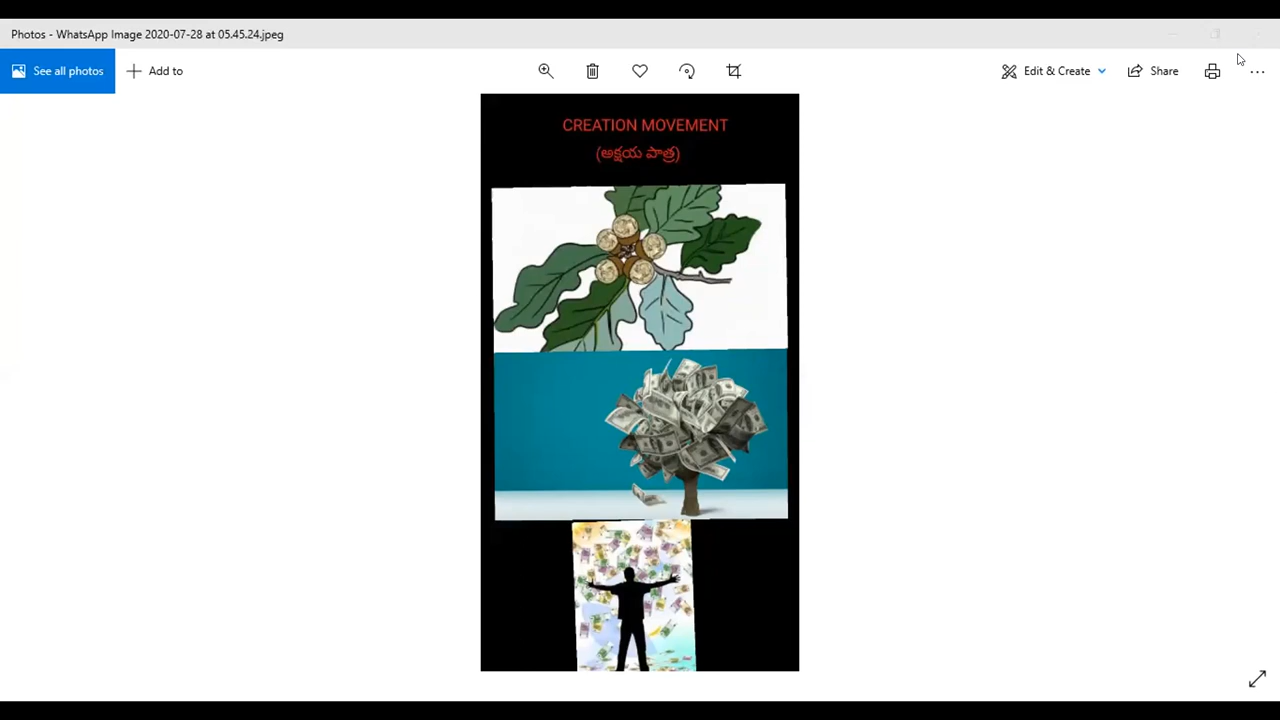 Photos - WhatsApp Image 2020-07-28 at 05.45.24.jpeg
See all photos
Add to
Edit & Create
Share
CREATION MOVEMENT
(అక్షయ పాత్ర)